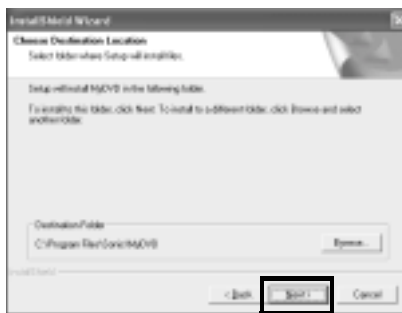 InstallShield Wizard
Choose Destination Location
Select folder where Setup will install files.
Setup will install MyDVD in the following folder.
To install to this folder, click Next. To install to a different folder, click Browse and select
another folder.
Destination Folder
C:\Program Files\Sonic\MyDVD
Browse...
InstallShield
< Back
Next >
Cancel